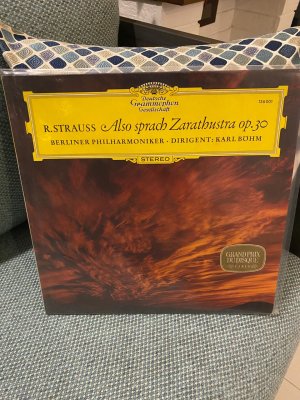 Deutsche
Grammophon
Gesellschaft
R.STRAUSS Also sprach Zarathustra op.30
BERLINER PHILHARMONIKER · DIRIGENT: KARL BÖHM
STEREO
GRAND PRIX
DU DISQUE